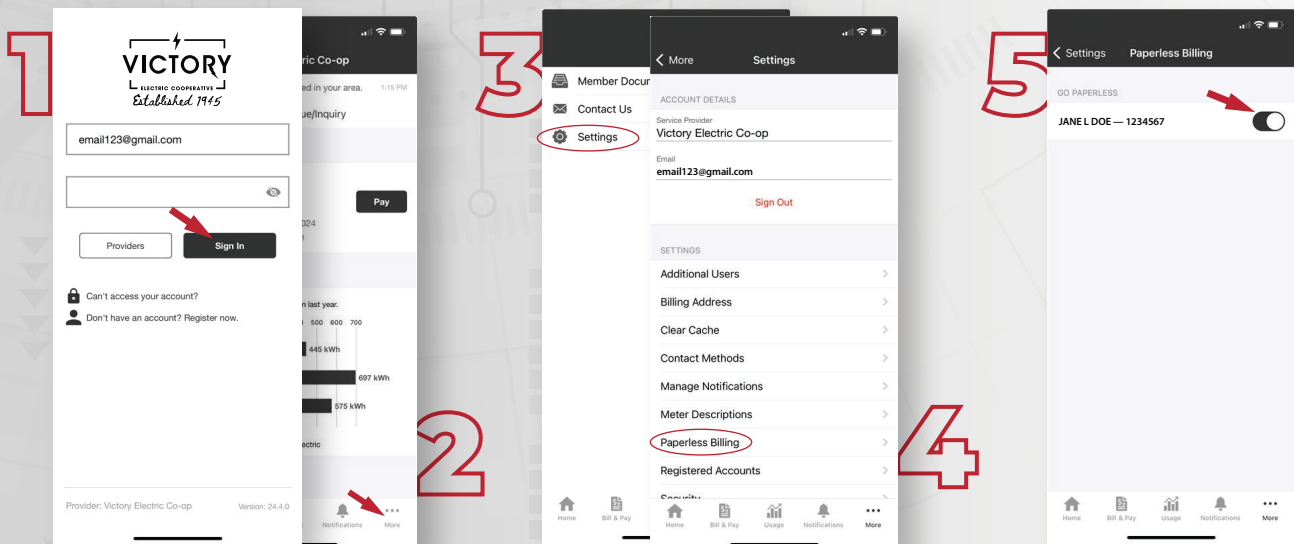 1
VICTORY
ELECTRIC COOPERATIVE
Established 1945
email123@gmail.com
Providers
Sign In
Can't access your account?
Don't have an account? Register now.
Provider: Victory Electric Co-op
Version: 24.4.0
2
ric Co-op
ed in your area.
1:15 PM
ue/Inquiry
Pay
024
n last year.
500 600 700
445 kWh
697 kWh
575 kWh
ectric
Notifications
More
3
Member Docur
Contact Us
Settings
Home
Bill & Pay
4
More
Settings
ACCOUNT DETAILS
Service Provider
Victory Electric Co-op
Email
email123@gmail.com
Sign Out
SETTINGS
Additional Users
Billing Address
Clear Cache
Contact Methods
Manage Notifications
Meter Descriptions
Paperless Billing
Registered Accounts
Security
Home
Bill & Pay
Usage
Notifications
More
5
Settings
Paperless Billing
GO PAPERLESS
JANE L DOE — 1234567
Home
Bill & Pay
Usage
Notifications
More